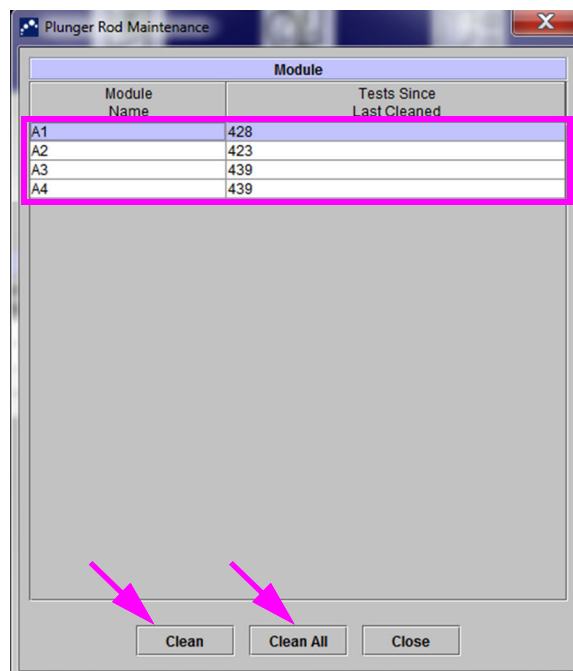 Plunger Rod Maintenance
Module
Module Name
Tests Since Last Cleaned
A1 428
A2 423
A3 439
A4 439
Clean Clean All Close